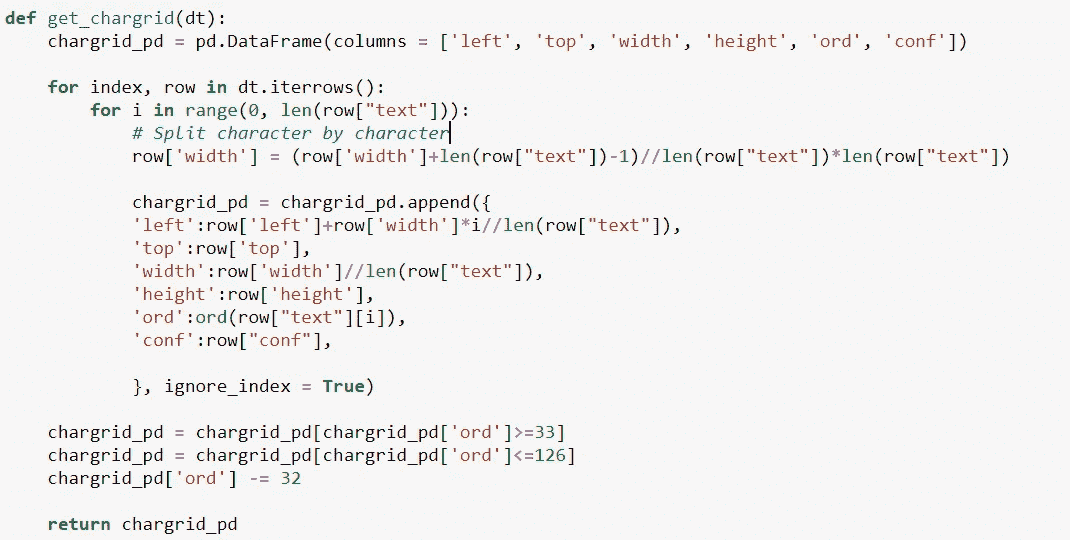 def get_chargrid(dt):
    chargrid_pd = pd.DataFrame(columns = ['left', 'top', 'width', 'height', 'ord', 'conf'])

    for index, row in dt.iterrows():
        for i in range(0, len(row["text"])):
            # Split character by character
            row['width'] = (row['width']+len(row["text"])-1)//len(row["text"])*len(row["text"])

            chargrid_pd = chargrid_pd.append({
            'left':row['left']+row['width']*i//len(row["text"]),
            'top':row['top'],
            'width':row['width']//len(row["text"]),
            'height':row['height'],
            'ord':ord(row["text"][i]),
            'conf':row["conf"],

            }, ignore_index = True)

    chargrid_pd = chargrid_pd[chargrid_pd['ord']>=33]
    chargrid_pd = chargrid_pd[chargrid_pd['ord']<=126]
    chargrid_pd['ord'] -= 32

    return chargrid_pd